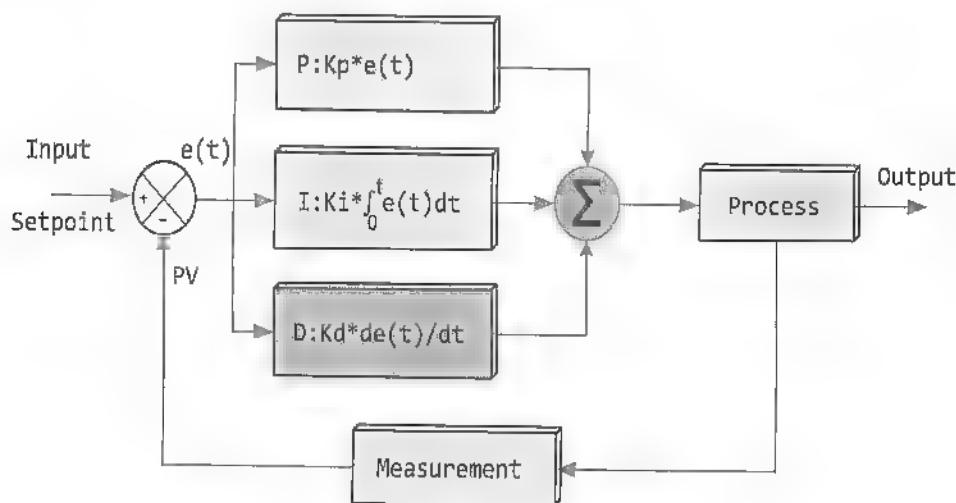 P:Kp*e(t)
Input
Setpoint
e(t)
+
-
I:Ki*∫₀ᵗe(t)dt
Σ
Process
Output
PV
D:Kd*de(t)/dt
Measurement